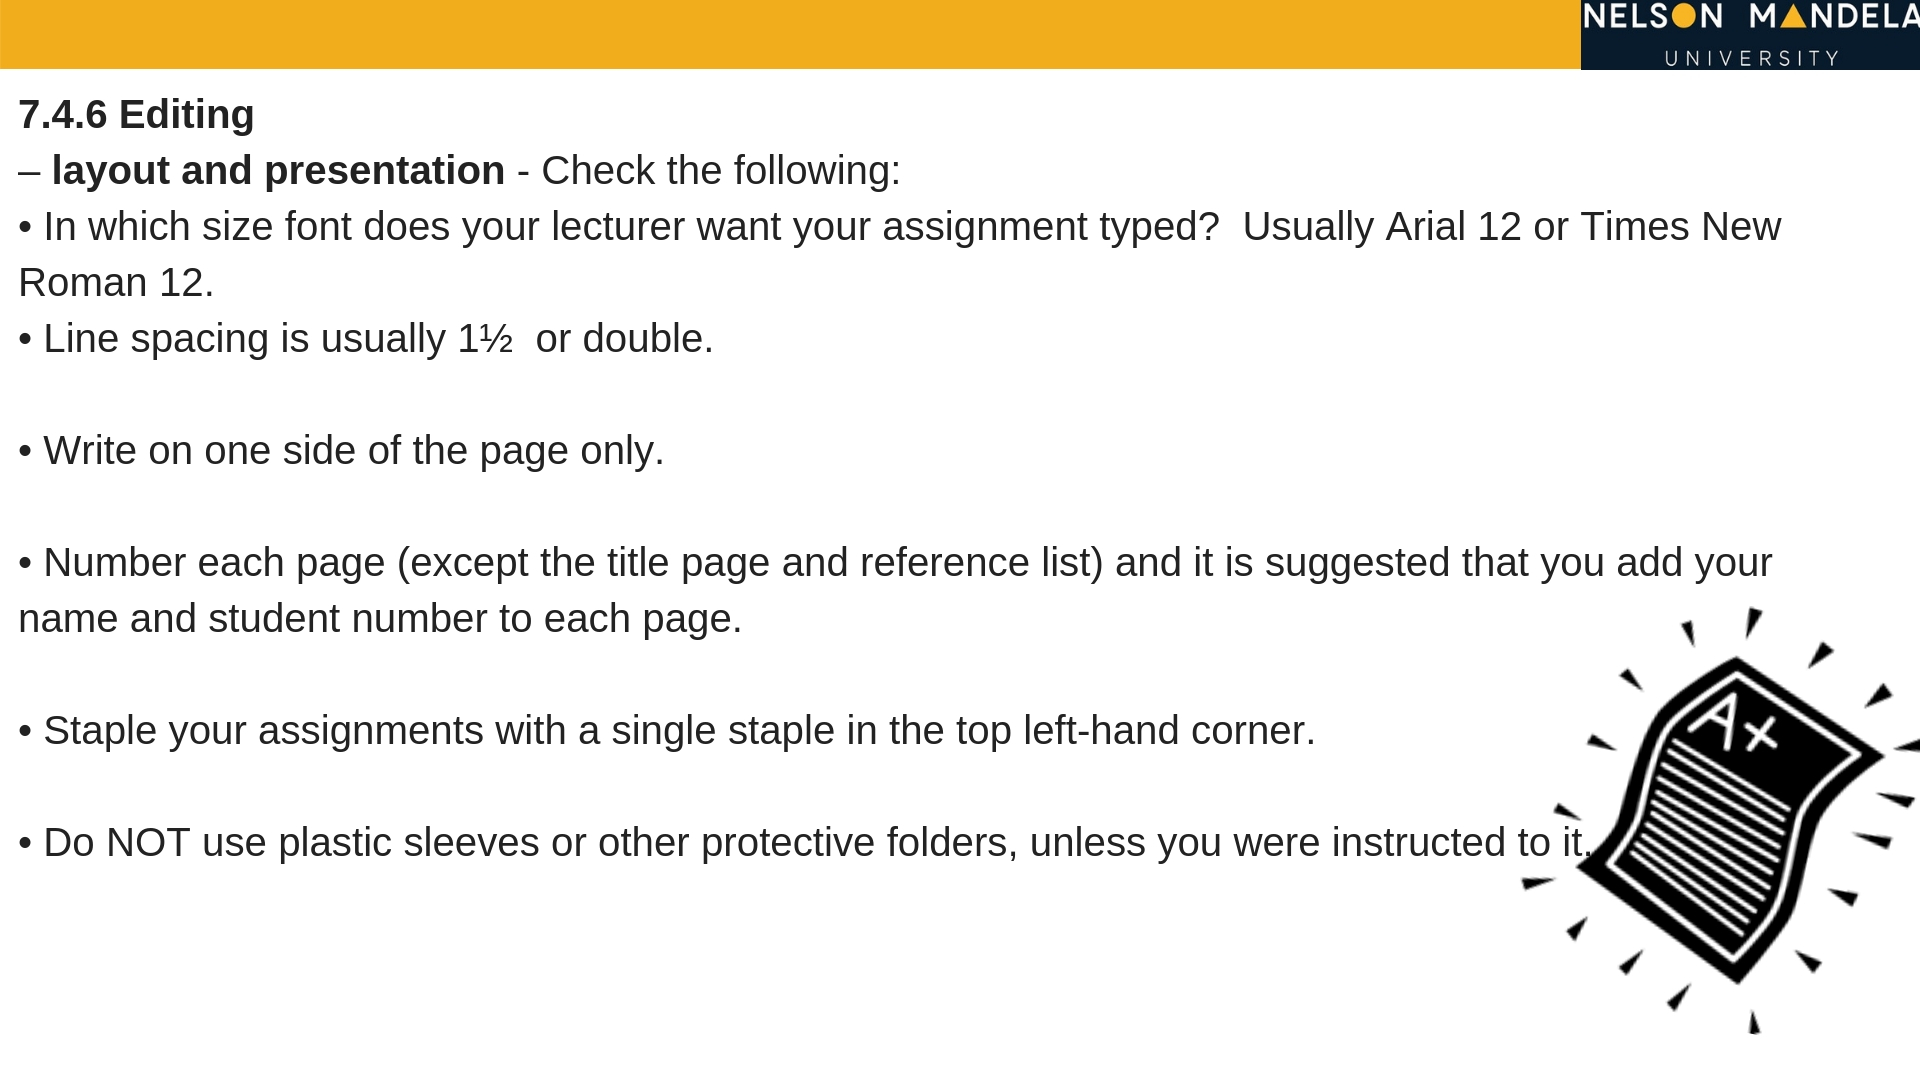 NELSON MANDELA
UNIVERSITY
7.4.6 Editing
– layout and presentation - Check the following:
• In which size font does your lecturer want your assignment typed?  Usually Arial 12 or Times New
Roman 12.
• Line spacing is usually 1½  or double.
• Write on one side of the page only.
• Number each page (except the title page and reference list) and it is suggested that you add your
name and student number to each page.
• Staple your assignments with a single staple in the top left-hand corner.
• Do NOT use plastic sleeves or other protective folders, unless you were instructed to it.
A+